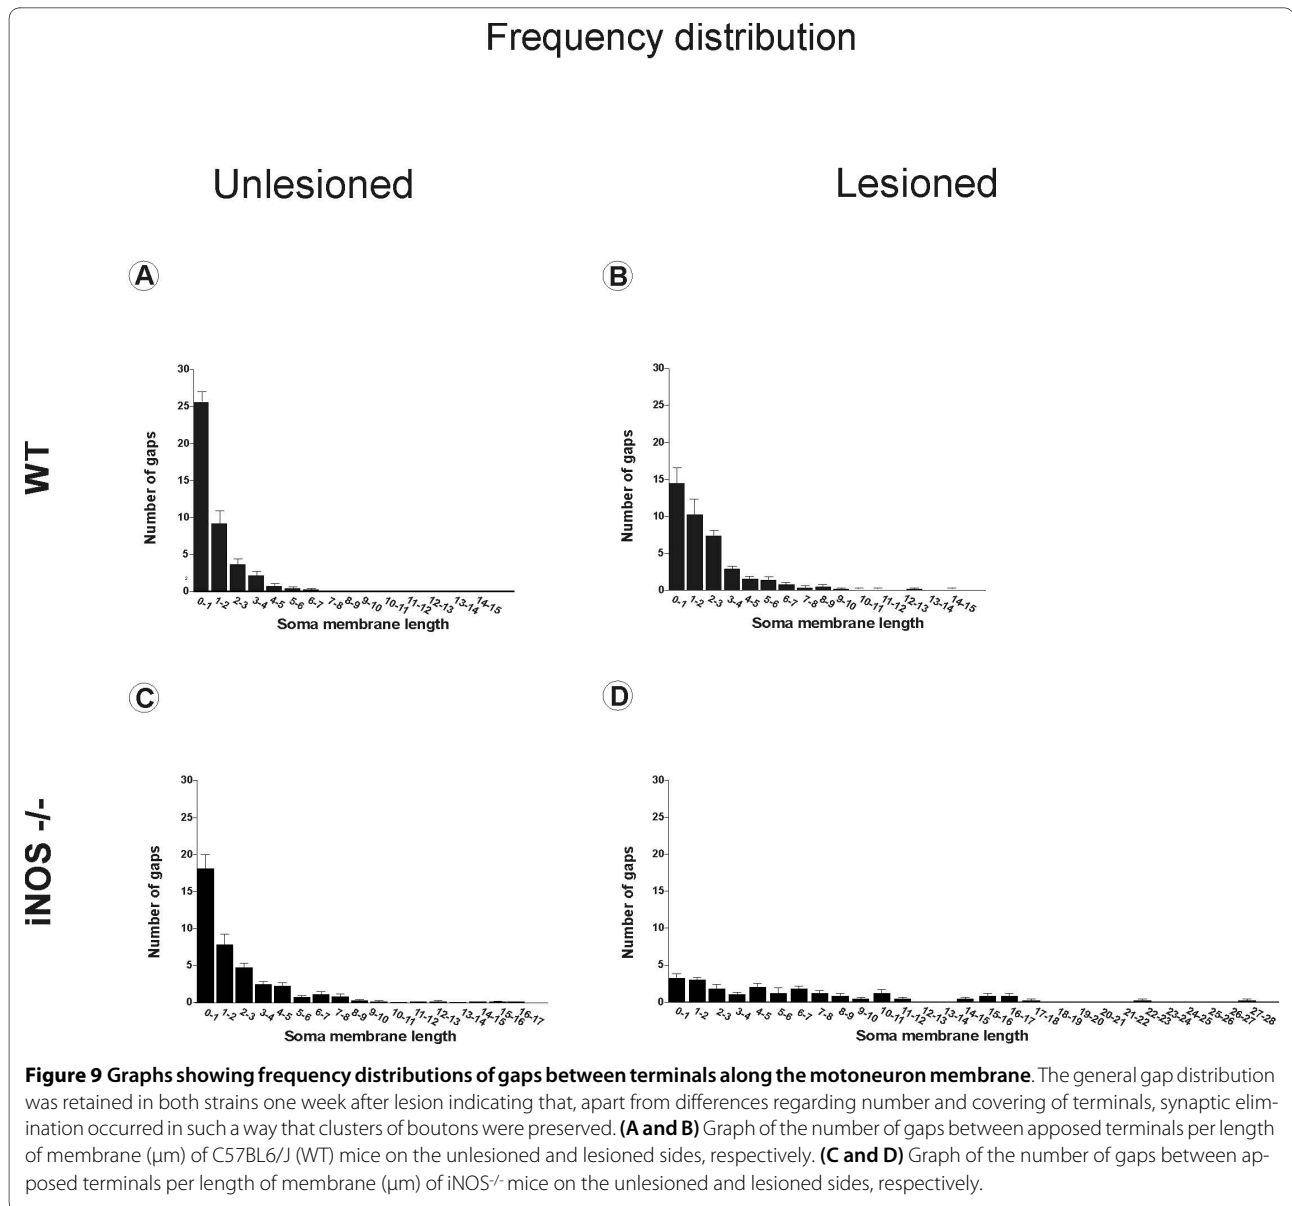 Frequency distribution
Unlesioned
Lesioned
A
B
WT
30
25
20
15
10
5
2
0
Number of gaps
0-1 1-2 2-3 3-4 4-5 5-6 6-7 7-8 8-9 9-10 10-11 11-12 12-13 13-14 14-15
Soma membrane length
30
25
20
15
10
5
0
Number of gaps
0-1 1-2 2-3 3-4 4-5 5-6 6-7 7-8 8-9 9-10 10-11 11-12 12-13 13-14 14-15
Soma membrane length
C
D
iNOS -/-
30
25
20
15
10
5
0
Number of gaps
0-1 1-2 2-3 3-4 4-5 5-6 6-7 7-8 8-9 9-10 10-11 11-12 12-13 13-14 14-15 15-16 16-17
Soma membrane length
30
25
20
15
10
5
0
Number of gaps
0-1 1-2 2-3 3-4 4-5 5-6 6-7 7-8 8-9 9-10 10-11 11-12 12-13 13-14 14-15 15-16 16-17 17-18 18-19 19-20 20-21 21-22 22-23 23-24 24-25 25-26 26-27 27-28
Soma membrane length
Figure 9 Graphs showing frequency distributions of gaps between terminals along the motoneuron membrane. The general gap distribution
was retained in both strains one week after lesion indicating that, apart from differences regarding number and covering of terminals, synaptic elim-
ination occurred in such a way that clusters of boutons were preserved. (A and B) Graph of the number of gaps between apposed terminals per length
of membrane (μm) of C57BL6/J (WT) mice on the unlesioned and lesioned sides, respectively. (C and D) Graph of the number of gaps between ap-
posed terminals per length of membrane (μm) of iNOS-/- mice on the unlesioned and lesioned sides, respectively.